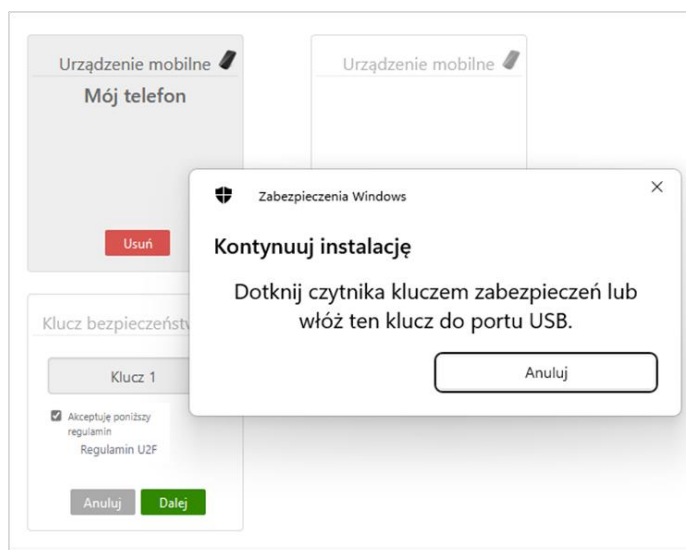 Urządzenie mobilne
Mój telefon
Usuń
Urządzenie mobilne
Zabezpieczenia Windows
Kontynuuj instalację
Dotknij czytnika kluczem zabezpieczeń lub
włóż ten klucz do portu USB.
Anuluj
Klucz
Klucz 1
Akceptuję poniższy
regulamin
Regulamin U2F
Anuluj
Dalej